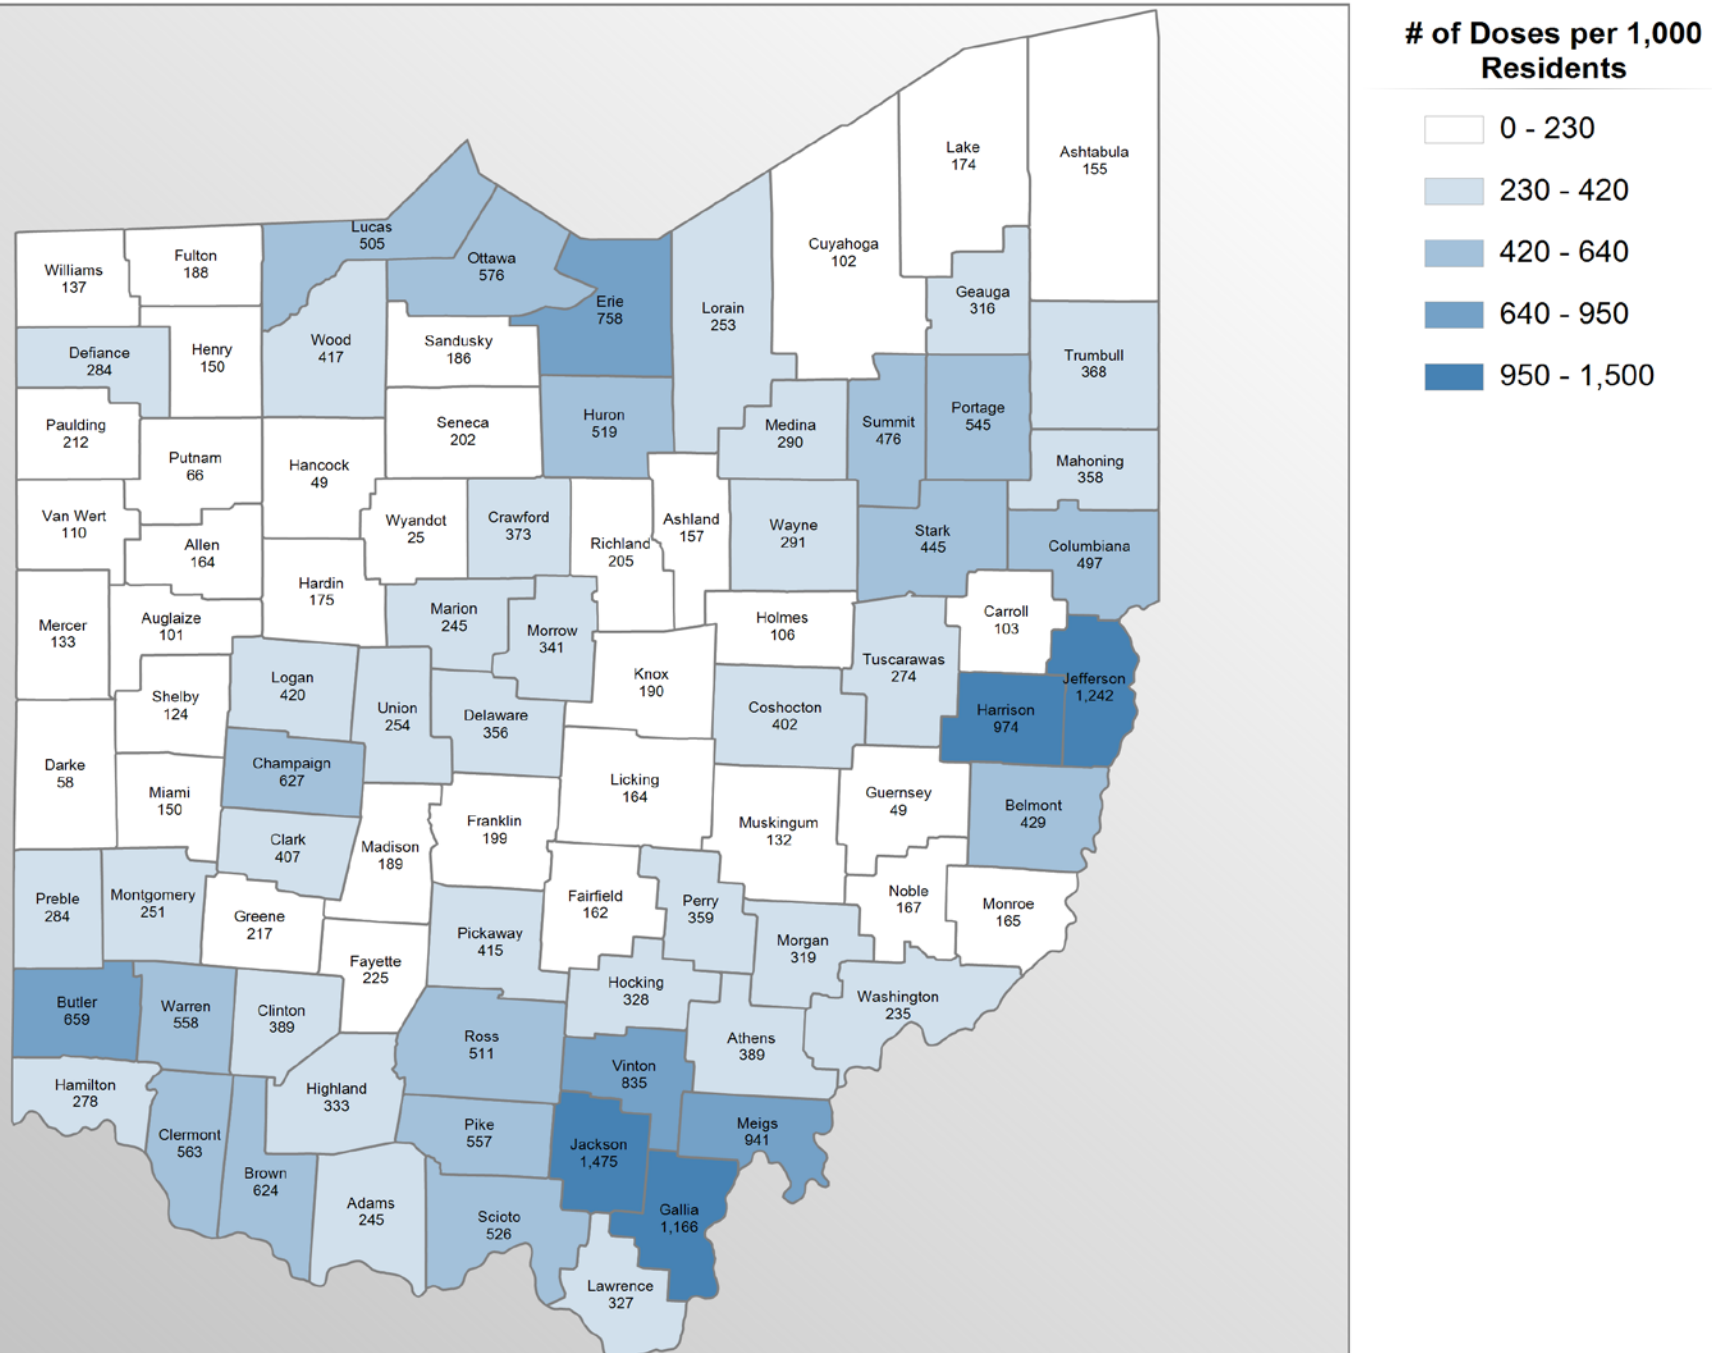 # of Doses per 1,000
Residents
0 - 230
230 - 420
420 - 640
640 - 950
950 - 1,500
Lake
174
Ashtabula
155
Lucas
505
Cuyahoga
102
Fulton
188
Williams
137
Ottawa
576
Geauga
316
Erie
758
Lorain
253
Wood
417
Sandusky
186
Defiance
284
Henry
150
Trumbull
368
Huron
519
Portage
545
Seneca
202
Summit
476
Medina
290
Paulding
212
Putnam
66
Hancock
49
Mahoning
358
Van Wert
110
Wyandot
25
Crawford
373
Ashland
157
Wayne
291
Stark
445
Columbiana
497
Allen
164
Richland
205
Hardin
175
Marion
245
Carroll
103
Auglaize
101
Holmes
106
Mercer
133
Morrow
341
Tuscarawas
274
Knox
190
Logan
420
Jefferson
1,242
Shelby
124
Union
254
Delaware
356
Coshocton
402
Harrison
974
Darke
58
Champaign
627
Licking
164
Miami
150
Guernsey
49
Belmont
429
Franklin
199
Muskingum
132
Clark
407
Madison
189
Preble
284
Montgomery
251
Fairfield
162
Perry
359
Noble
167
Monroe
165
Greene
217
Pickaway
415
Morgan
319
Fayette
225
Hocking
328
Washington
235
Butler
659
Warren
558
Clinton
389
Ross
511
Athens
389
Vinton
835
Hamilton
278
Highland
333
Pike
557
Meigs
941
Clermont
563
Jackson
1,475
Brown
624
Adams
245
Scioto
526
Gallia
1,166
Lawrence
327